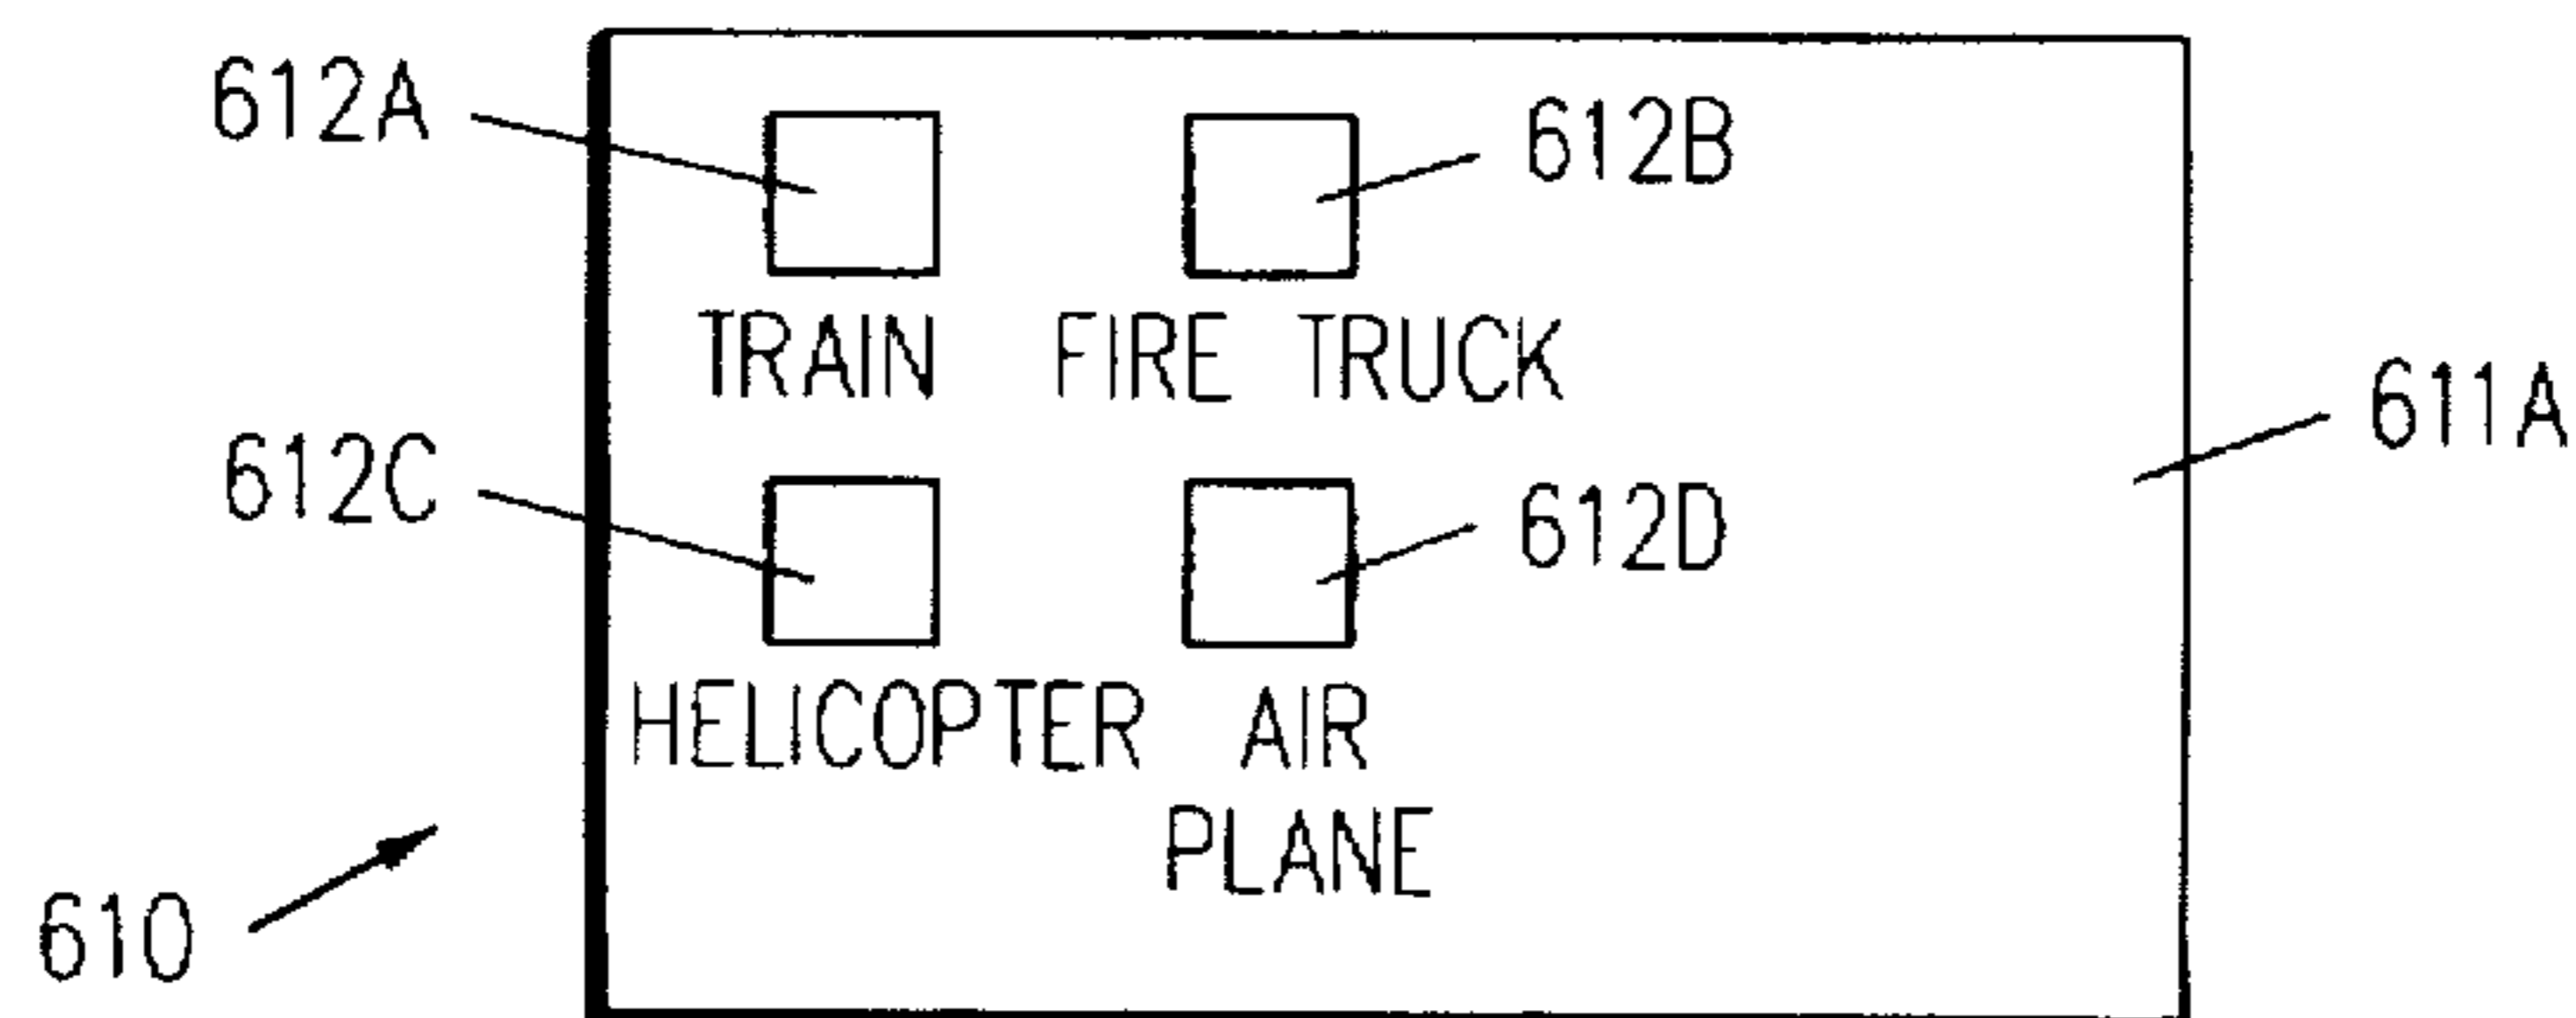 612A
612B
TRAIN FIRE TRUCK
611A
612C
612D
HELICOPTER AIR
PLANE
610